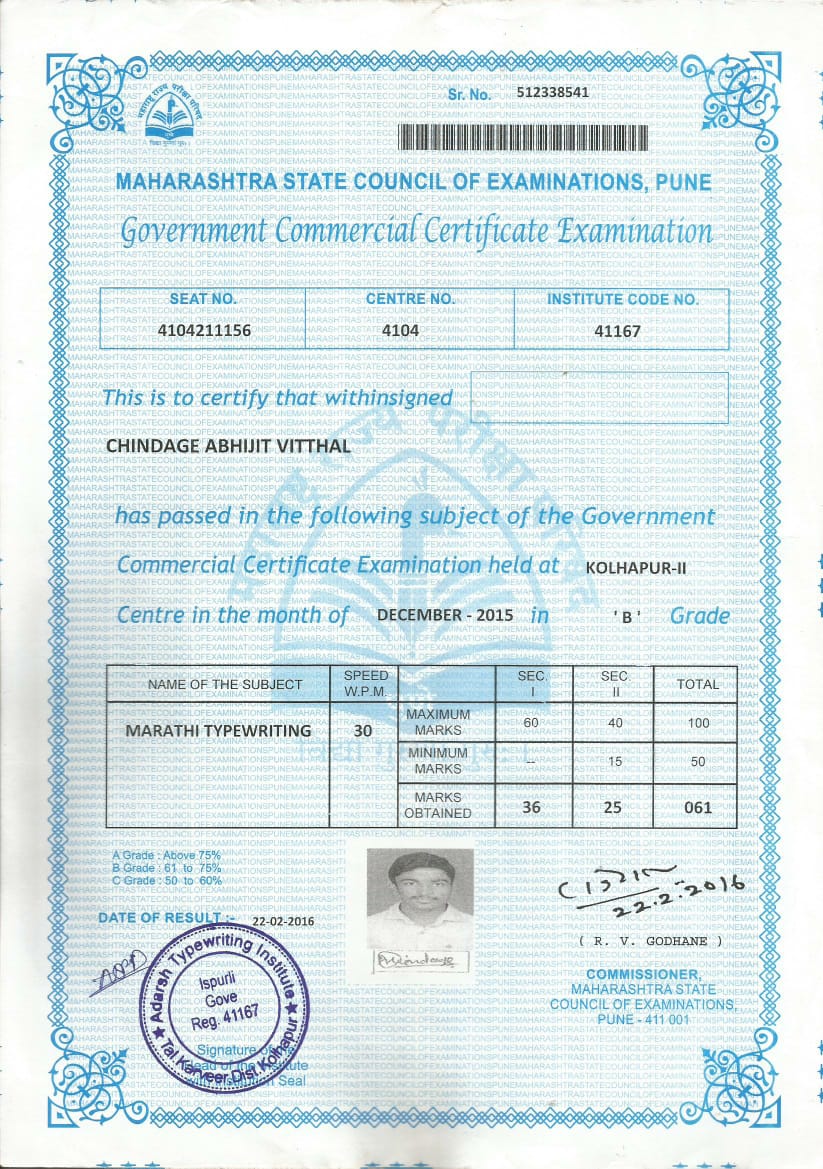 महाराष्ट्र राज्य परीक्षा परिषद
पुणे
Sr. No. 512338541
MAHARASHTRA STATE COUNCIL OF EXAMINATIONS, PUNE
Government Commercial Certificate Examination
SEAT NO. CENTRE NO. INSTITUTE CODE NO.
4104211156 4104 41167
This is to certify that withinsigned
CHINDAGE ABHIJIT VITTHAL
has passed in the following subject of the Government
Commercial Certificate Examination held at KOLHAPUR-II
Centre in the month of DECEMBER - 2015 in ' B ' Grade
NAME OF THE SUBJECT SPEED W.P.M. SEC. I SEC. II TOTAL
MARATHI TYPEWRITING 30 MAXIMUM MARKS 60 40 100
MINIMUM MARKS -- 15 50
MARKS OBTAINED 36 25 061
A Grade : Above 75%
B Grade : 61 to 75%
C Grade : 50 to 60%
DATE OF RESULT :- 22-02-2016
22.2.2016
( R. V. GODHANE )
COMMISSIONER,
MAHARASHTRA STATE
COUNCIL OF EXAMINATIONS,
PUNE - 411 001
Adarsh Typewriting Institute
Ispurli
Gove
Reg. 41167
Tal.Karveer Dist.Kolhapur
Signature of the
Head of the Institute
with Institution Seal